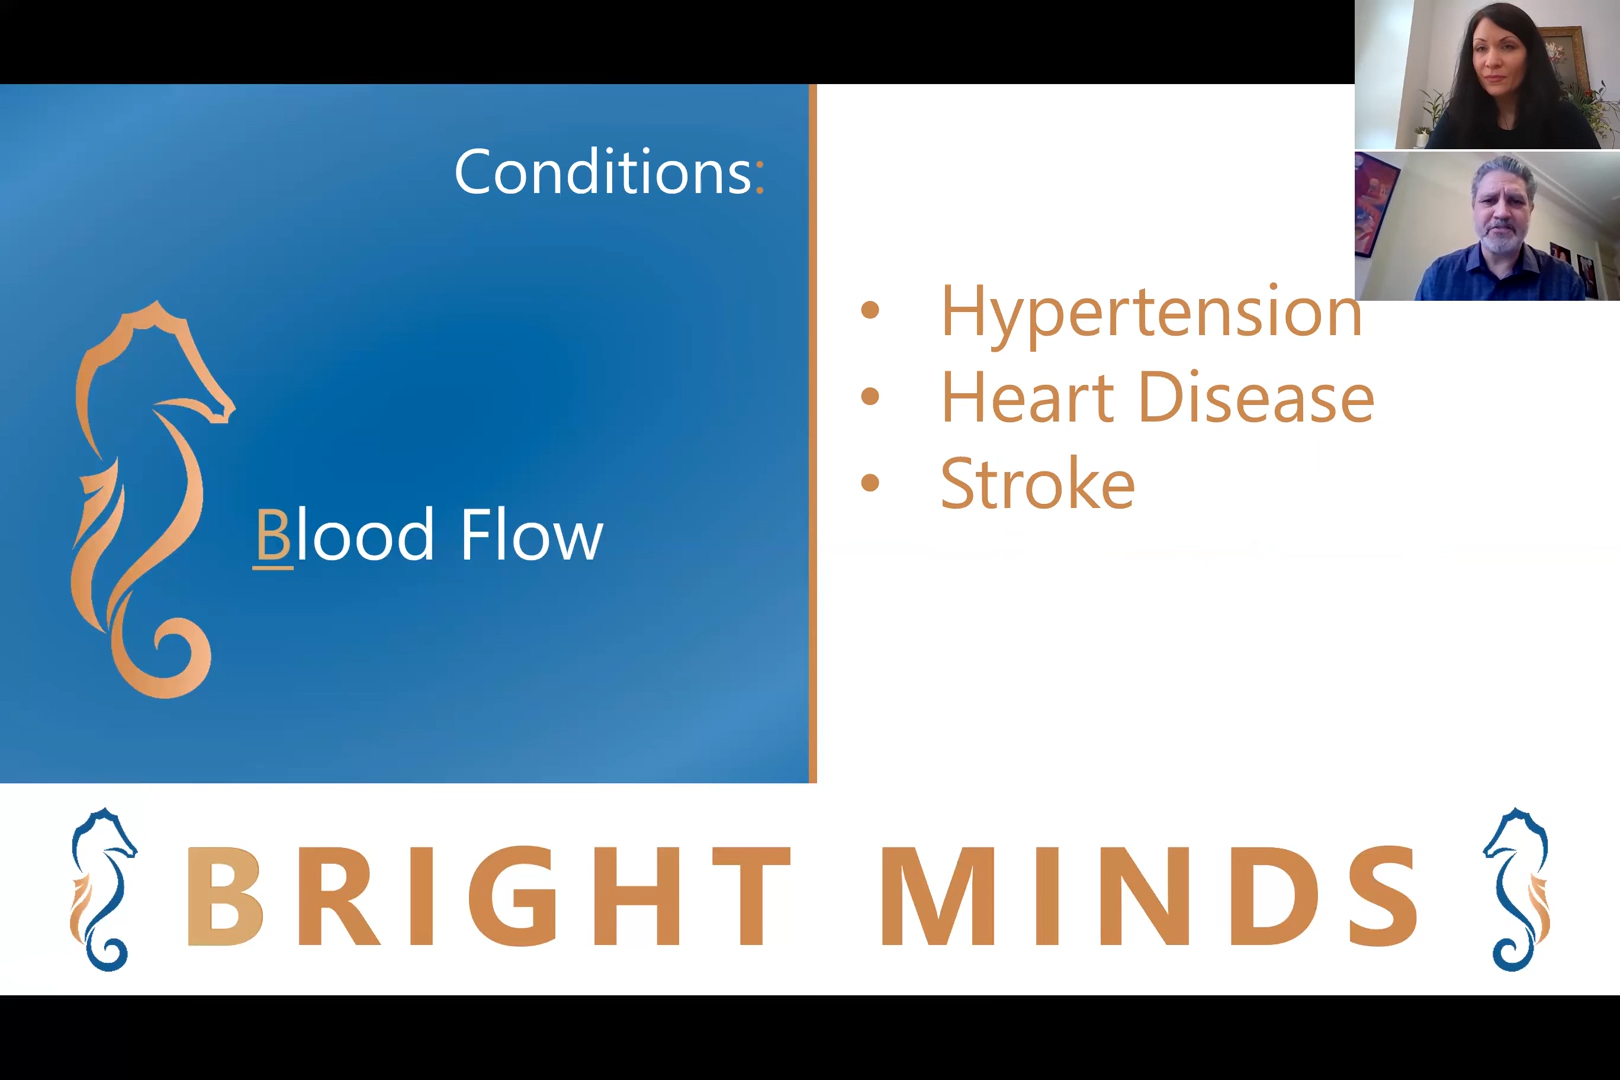 Conditions:
Blood Flow
• Hypertension
• Heart Disease
• Stroke
BRIGHT MINDS